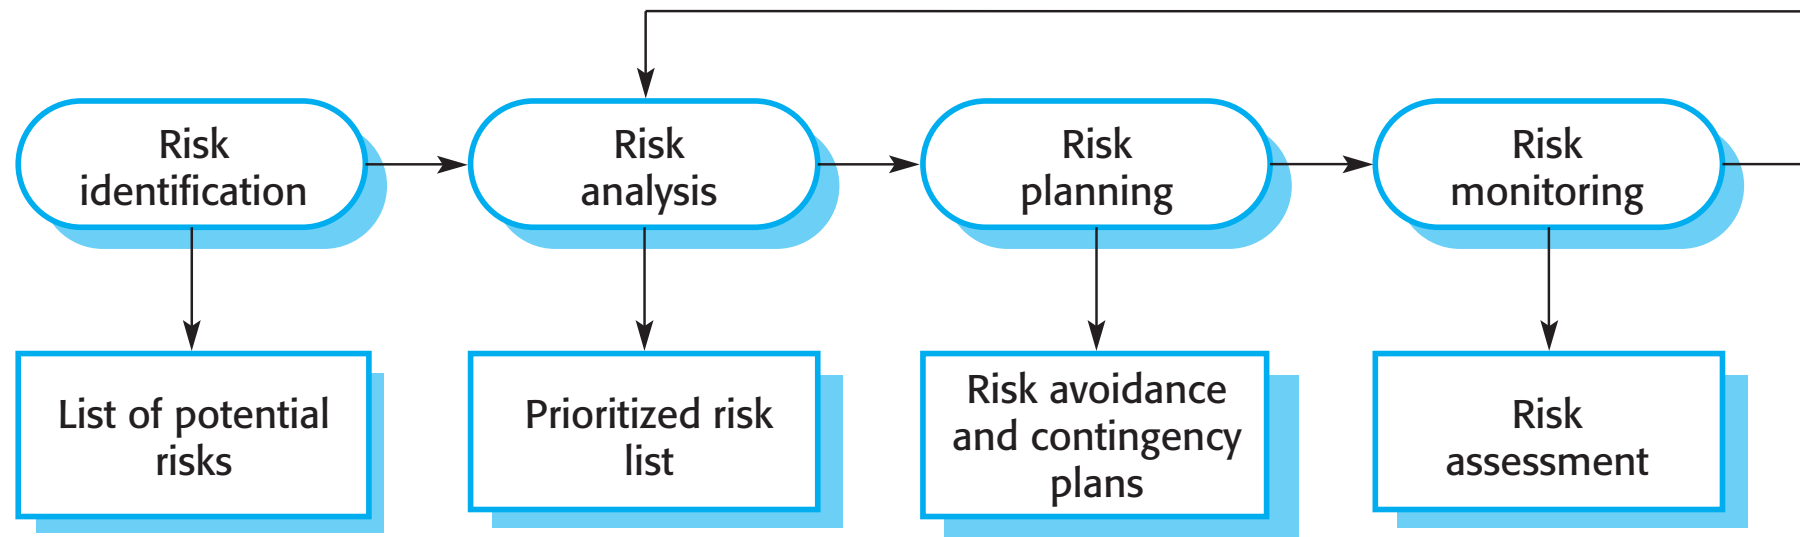 Risk
identification
Risk
analysis
Risk
planning
Risk
monitoring
List of potential
risks
Prioritized risk
list
Risk avoidance
and contingency
plans
Risk
assessment